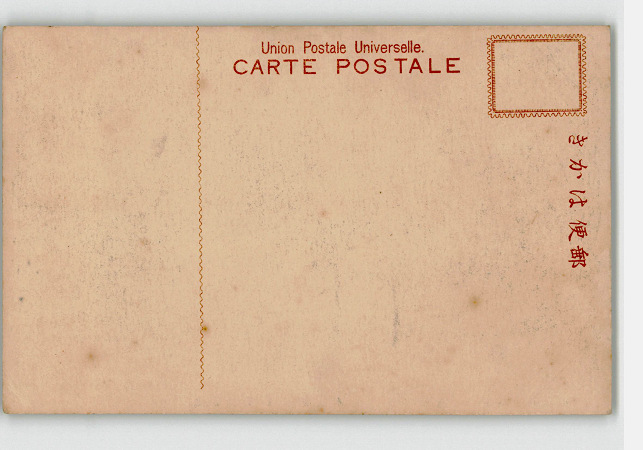 Union Postale Universelle.
CARTE POSTALE
きかは便郵